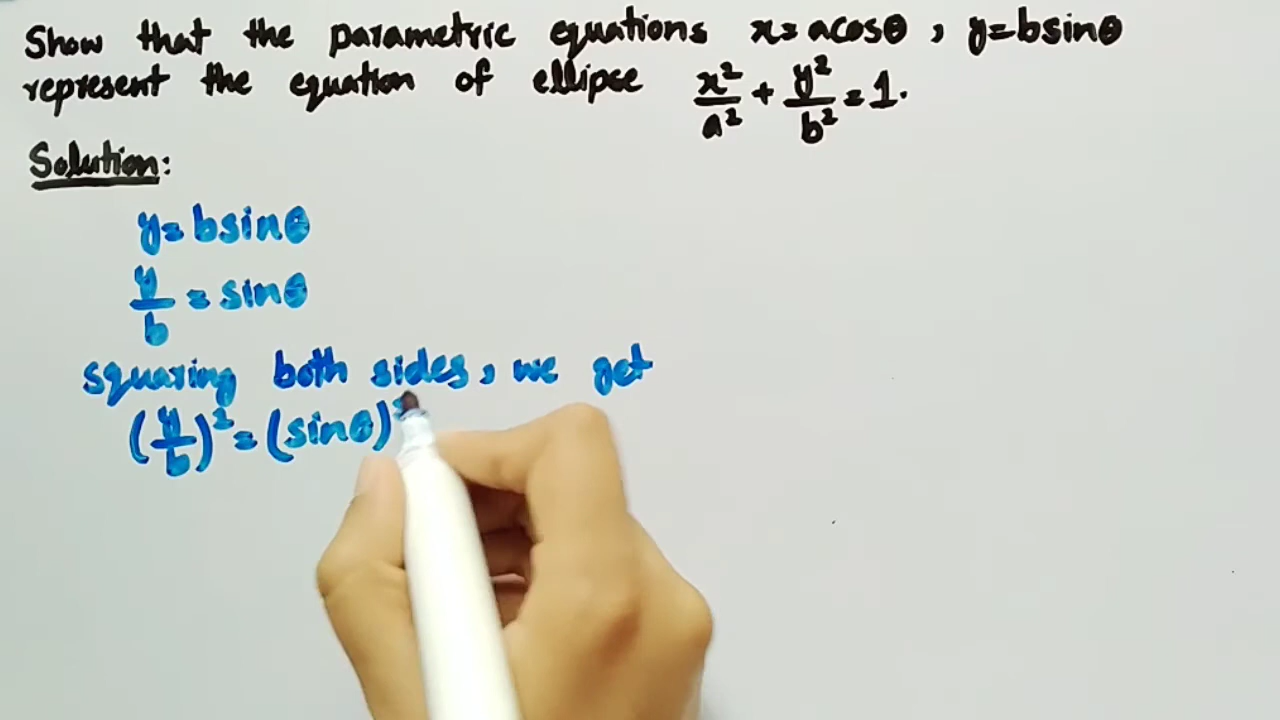 Show that the parametric equations x=acosθ, y=bsinθ
represent the equation of ellipse x²/a² + y²/b² = 1.
Solution:
y=bsinθ
y/b = sinθ
squaring both sides, we get
(y/b)² = (sinθ)²